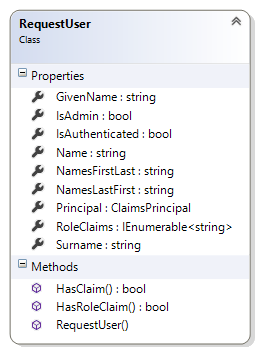 RequestUser
Class
Properties
GivenName : string
IsAdmin : bool
IsAuthenticated : bool
Name : string
NamesFirstLast : string
NamesLastFirst : string
Principal : ClaimsPrincipal
RoleClaims : IEnumerable<string>
Surname : string
Methods
HasClaim() : bool
HasRoleClaim() : bool
RequestUser()